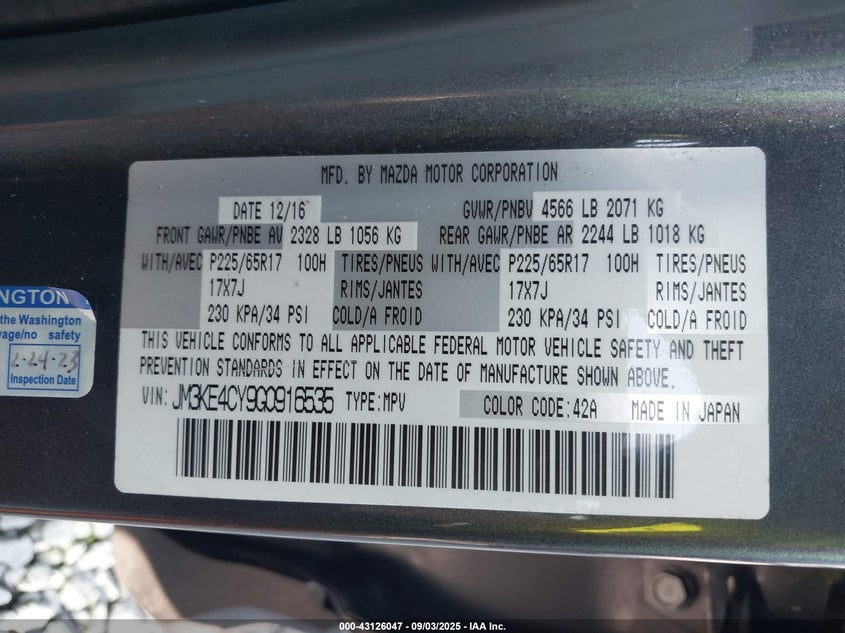 MFD. BY MAZDA MOTOR CORPORATION
DATE 12/16 GVWR/PNBV 4566 LB 2071 KG
FRONT GAWR/PNBE AV 2328 LB 1056 KG REAR GAWR/PNBE AR 2244 LB 1018 KG
WITH/AVEC P225/65R17 100H TIRES/PNEUS WITH/AVEC P225/65R17 100H TIRES/PNEUS
17X7J RIMS/JANTES 17X7J RIMS/JANTES
230 KPA/34 PSI COLD/A FROID 230 KPA/34 PSI COLD/A FROID
THIS VEHICLE CONFORMS TO ALL APPLICABLE FEDERAL MOTOR VEHICLE SAFETY AND THEFT
PREVENTION STANDARDS IN EFFECT ON THE DATE OF MANUFACTURE SHOWN ABOVE.
VIN: JM3KE4CY9G0916535 TYPE:MPV COLOR CODE:42A MADE IN JAPAN
NGTON
the Washington
vage/no safety
2-24-23
Inspection Date
000-43126047 - 09/03/2025 - IAA Inc.